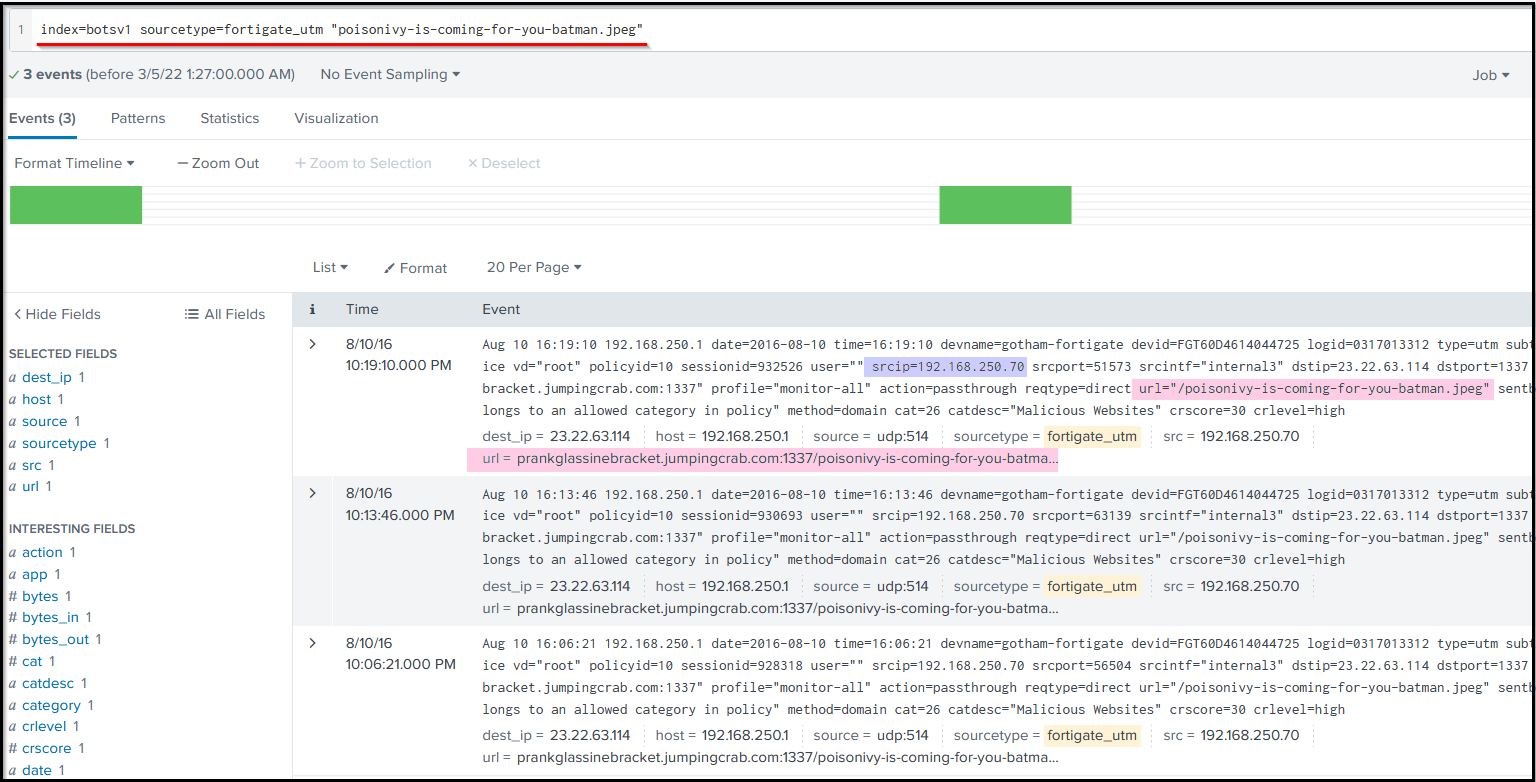 1 index=botsv1 sourcetype=fortigate_utm "poisonivy-is-coming-for-you-batman.jpeg"
✓ 3 events (before 3/5/22 1:27:00.000 AM) No Event Sampling Job
Events (3) Patterns Statistics Visualization
Format Timeline — Zoom Out + Zoom to Selection × Deselect
List Format 20 Per Page
< Hide Fields All Fields
SELECTED FIELDS
a dest_ip 1
a host 1
a source 1
a sourcetype 1
a src 1
a url 1
INTERESTING FIELDS
a action 1
a app 1
# bytes 1
# bytes_in 1
# bytes_out 1
# cat 1
a catdesc 1
a category 1
a crlevel 1
# crscore 1
a date 1
i Time Event
> 8/10/16 10:19:10.000 PM
Aug 10 16:19:10 192.168.250.1 date=2016-08-10 time=16:19:10 devname=gotham-fortigate devid=FGT60D4614044725 logid=0317013312 type=utm subt
ice vd="root" policyid=10 sessionid=932526 user="" srcip=192.168.250.70 srcport=51573 srcintf="internal3" dstip=23.22.63.114 dstport=1337
bracket.jumpingcrab.com:1337" profile="monitor-all" action=passthrough reqtype=direct url="/poisonivy-is-coming-for-you-batman.jpeg" sentb
longs to an allowed category in policy" method=domain cat=26 catdesc="Malicious Websites" crscore=30 crlevel=high
dest_ip = 23.22.63.114 host = 192.168.250.1 source = udp:514 sourcetype = fortigate_utm src = 192.168.250.70
url = prankglassinebracket.jumpingcrab.com:1337/poisonivy-is-coming-for-you-batma...
> 8/10/16 10:13:46.000 PM
Aug 10 16:13:46 192.168.250.1 date=2016-08-10 time=16:13:46 devname=gotham-fortigate devid=FGT60D4614044725 logid=0317013312 type=utm subt
ice vd="root" policyid=10 sessionid=930693 user="" srcip=192.168.250.70 srcport=63139 srcintf="internal3" dstip=23.22.63.114 dstport=1337
bracket.jumpingcrab.com:1337" profile="monitor-all" action=passthrough reqtype=direct url="/poisonivy-is-coming-for-you-batman.jpeg" sentb
longs to an allowed category in policy" method=domain cat=26 catdesc="Malicious Websites" crscore=30 crlevel=high
dest_ip = 23.22.63.114 host = 192.168.250.1 source = udp:514 sourcetype = fortigate_utm src = 192.168.250.70
url = prankglassinebracket.jumpingcrab.com:1337/poisonivy-is-coming-for-you-batma...
> 8/10/16 10:06:21.000 PM
Aug 10 16:06:21 192.168.250.1 date=2016-08-10 time=16:06:21 devname=gotham-fortigate devid=FGT60D4614044725 logid=0317013312 type=utm subt
ice vd="root" policyid=10 sessionid=928318 user="" srcip=192.168.250.70 srcport=56504 srcintf="internal3" dstip=23.22.63.114 dstport=1337
bracket.jumpingcrab.com:1337" profile="monitor-all" action=passthrough reqtype=direct url="/poisonivy-is-coming-for-you-batman.jpeg" sentb
longs to an allowed category in policy" method=domain cat=26 catdesc="Malicious Websites" crscore=30 crlevel=high
dest_ip = 23.22.63.114 host = 192.168.250.1 source = udp:514 sourcetype = fortigate_utm src = 192.168.250.70
url = prankglassinebracket.jumpingcrab.com:1337/poisonivy-is-coming-for-you-batma...